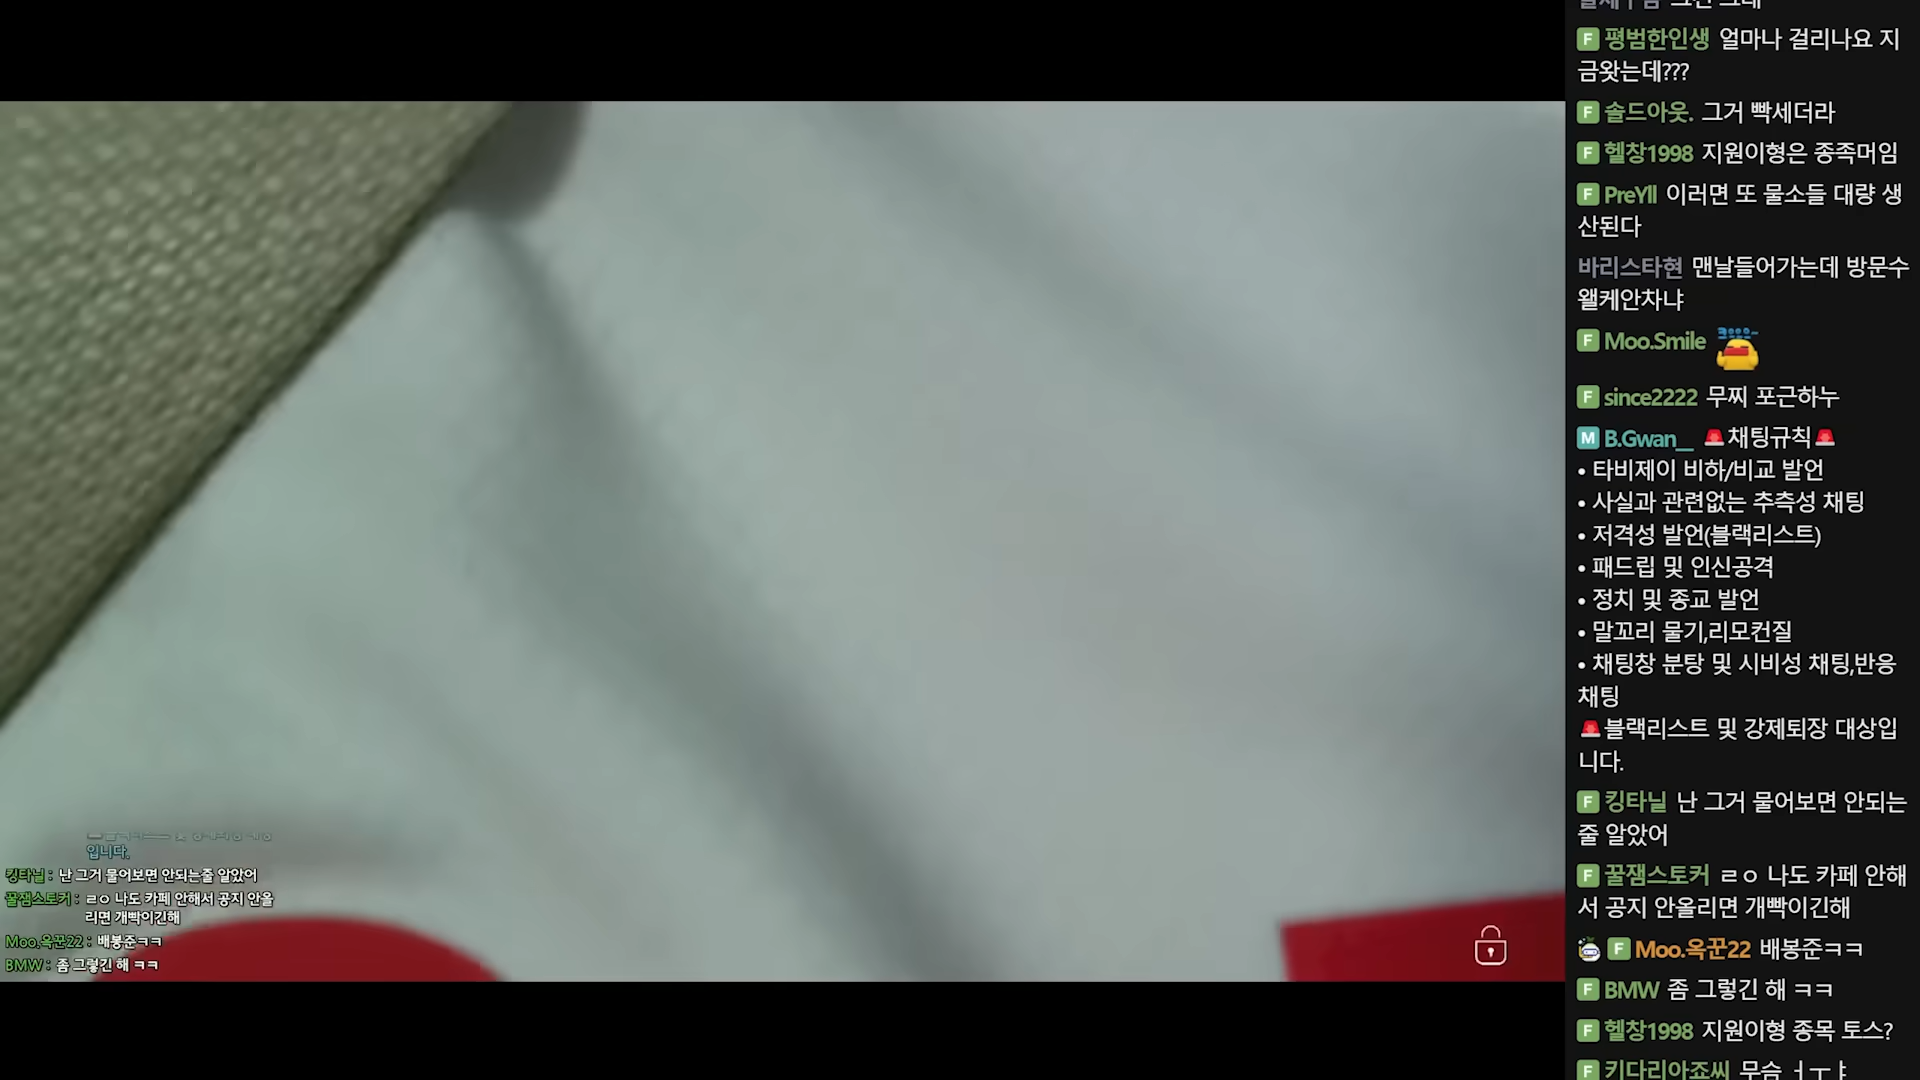 입니다.
킹타닐 : 난 그거 물어보면 안되는줄 알았어
꿀잼스토커 : ㄹㅇ 나도 카페 안해서 공지 안올
리면 개빡이긴해
Moo.옥꾼22 : 배봉준ㅋㅋ
BMW : 좀 그렇긴 해 ㅋㅋ
F 평범한인생 얼마나 걸리나요 지
금왓는데???
F 솔드아웃. 그거 빡세더라
F 헬창1998 지원이형은 종족머임
F PreYll 이러면 또 물소들 대량 생
산된다
바리스타현 맨날들어가는데 방문수
왤케안차냐
F Moo.Smile
F since2222 무찌 포근하누
M B.Gwan__ 🚨채팅규칙🚨
• 타비제이 비하/비교 발언
• 사실과 관련없는 추측성 채팅
• 저격성 발언(블랙리스트)
• 패드립 및 인신공격
• 정치 및 종교 발언
• 말꼬리 물기,리모컨질
• 채팅창 분탕 및 시비성 채팅,반응
채팅
🚨블랙리스트 및 강제퇴장 대상입
니다.
F 킹타닐 난 그거 물어보면 안되는
줄 알았어
F 꿀잼스토커 ㄹㅇ 나도 카페 안해
서 공지 안올리면 개빡이긴해
F Moo.옥꾼22 배봉준ㅋㅋ
F BMW 좀 그렇긴 해 ㅋㅋ
F 헬창1998 지원이형 종목 토스?
F 키다리아죠씨 무슴 ㅓㅜㅑ